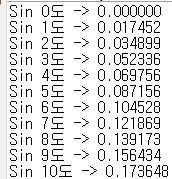 Sin 0도 -> 0.000000
Sin 1도 -> 0.017452
Sin 2도 -> 0.034899
Sin 3도 -> 0.052336
Sin 4도 -> 0.069756
Sin 5도 -> 0.087156
Sin 6도 -> 0.104528
Sin 7도 -> 0.121869
Sin 8도 -> 0.139173
Sin 9도 -> 0.156434
Sin 10도 -> 0.173648